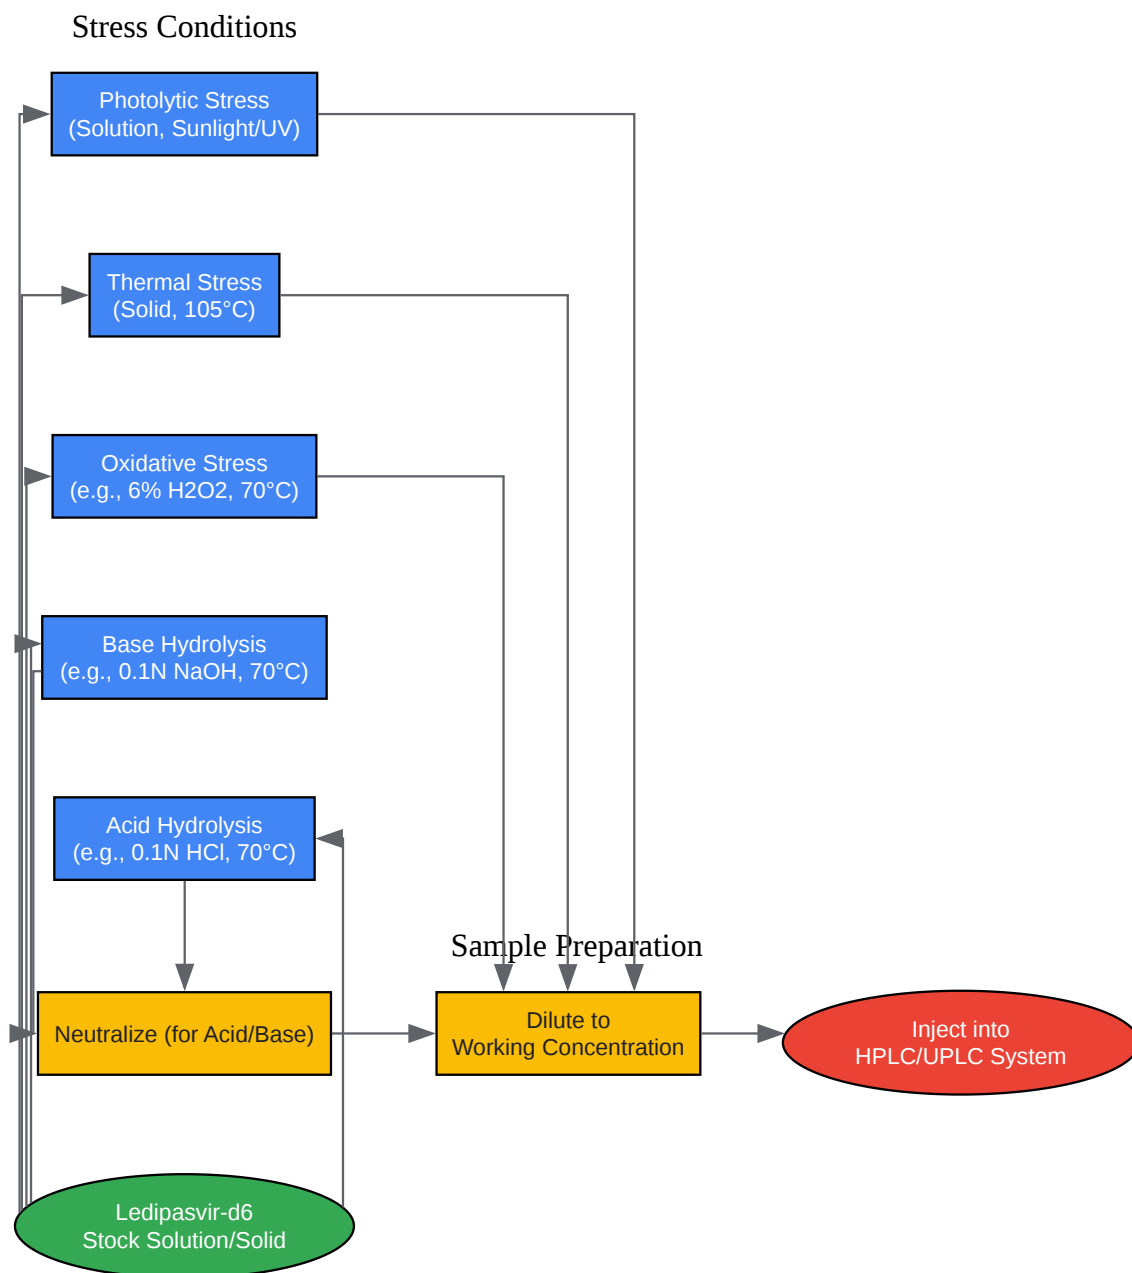 Stress Conditions
Photolytic Stress
(Solution, Sunlight/UV)
Thermal Stress
(Solid, 105°C)
Oxidative Stress
(e.g., 6% H2O2, 70°C)
Base Hydrolysis
(e.g., 0.1N NaOH, 70°C)
Acid Hydrolysis
(e.g., 0.1N HCl, 70°C)
Sample Preparation
Neutralize (for Acid/Base)
Dilute to
Working Concentration
Inject into
HPLC/UPLC System
Ledipasvir-d6
Stock Solution/Solid